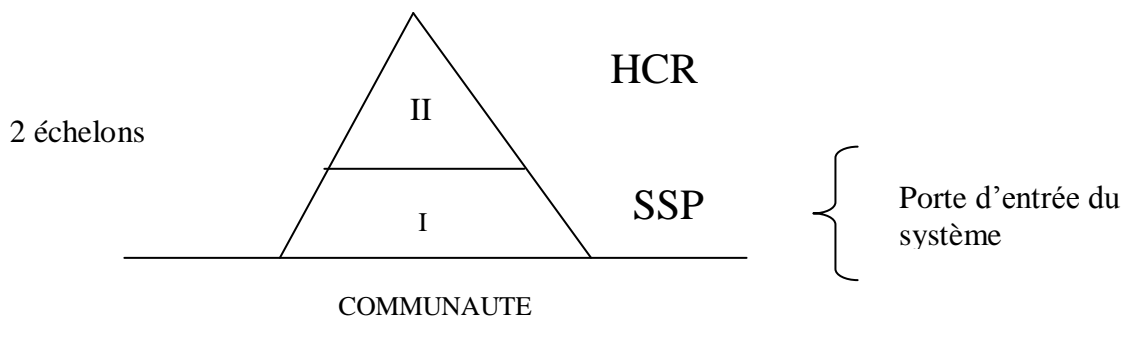 HCR
II
2 échelons
SSP
Porte d'entrée du
système
I
COMMUNAUTE